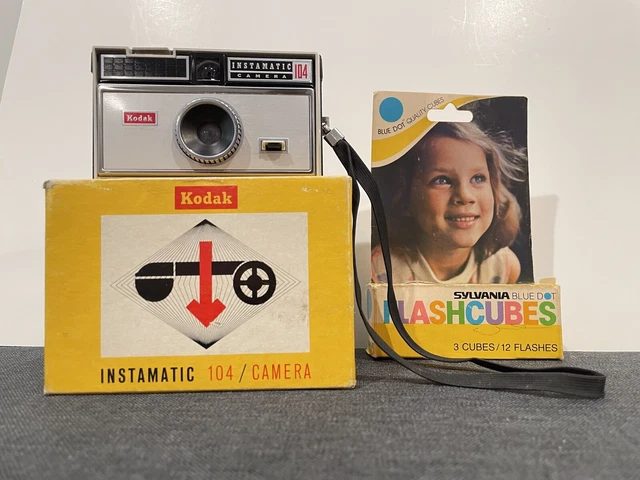 INSTAMATIC 104
CAMERA
Kodak
Kodak
INSTAMATIC 104/CAMERA
BLUE DOT QUALITY CUBES
SYLVANIA BLUE DOT
FLASHCUBES
3 CUBES/12 FLASHES